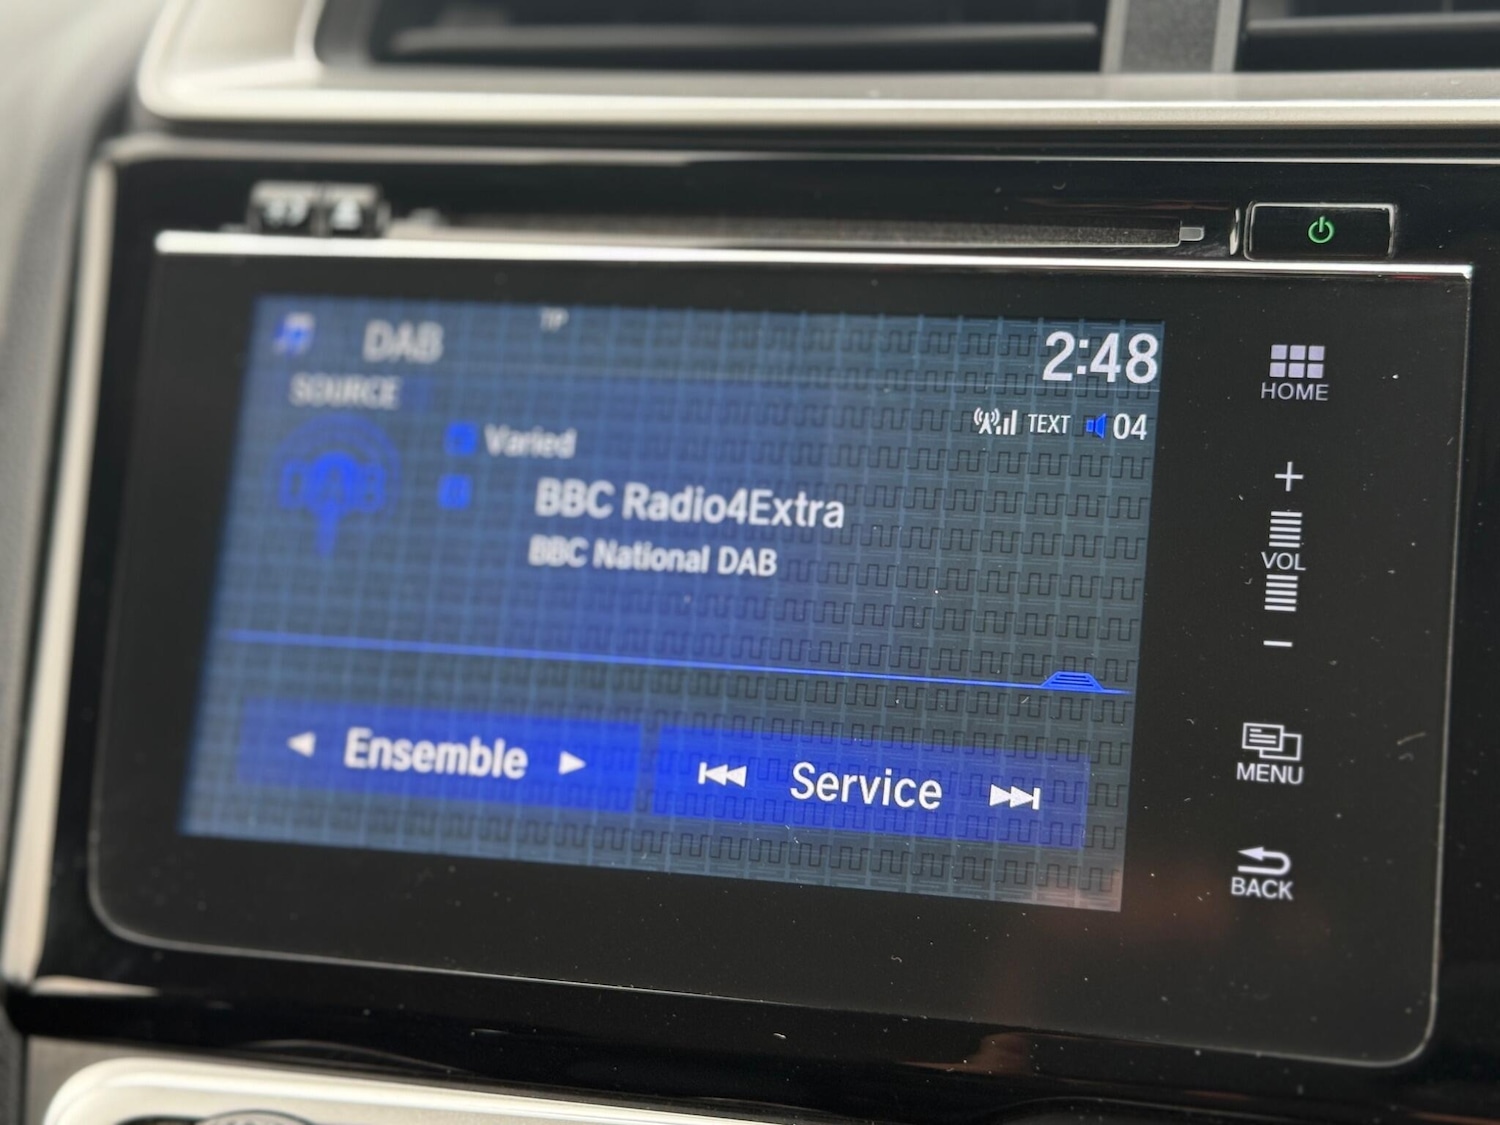 DAB
TP
2:48
SOURCE
TEXT 04
Varied
BBC Radio4Extra
BBC National DAB
Ensemble
Service
HOME
+
VOL
−
MENU
BACK